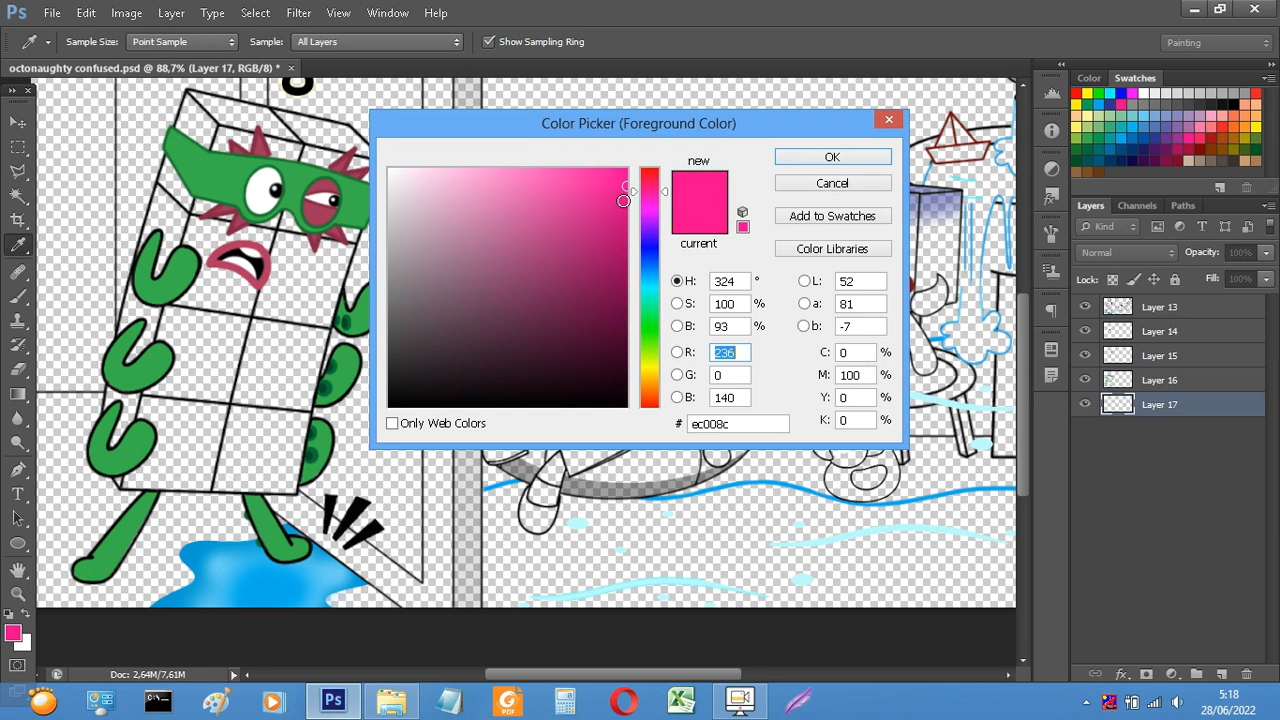 Ps File Edit Image Layer Type Select Filter View Window Help
Sample Size: Point Sample Sample: All Layers Show Sampling Ring Painting
octonaughty confused.psd @ 88,7% (Layer 17, RGB/8) *
Color Swatches
Color Picker (Foreground Color)
new
current
OK
Cancel
Add to Swatches
Color Libraries
H: 324 ° L: 52
S: 100 % a: 81
B: 93 % b: -7
R: 236 C: 0 %
G: 0 M: 100 %
B: 140 Y: 0 %
# ec008c K: 0 %
Only Web Colors
Layers Channels Paths
Kind
Normal Opacity: 100%
Lock: Fill: 100%
Layer 13
Layer 14
Layer 15
Layer 16
Layer 17
Doc: 2,64M/7,61M
Ps
PDF
5:18
28/06/2022